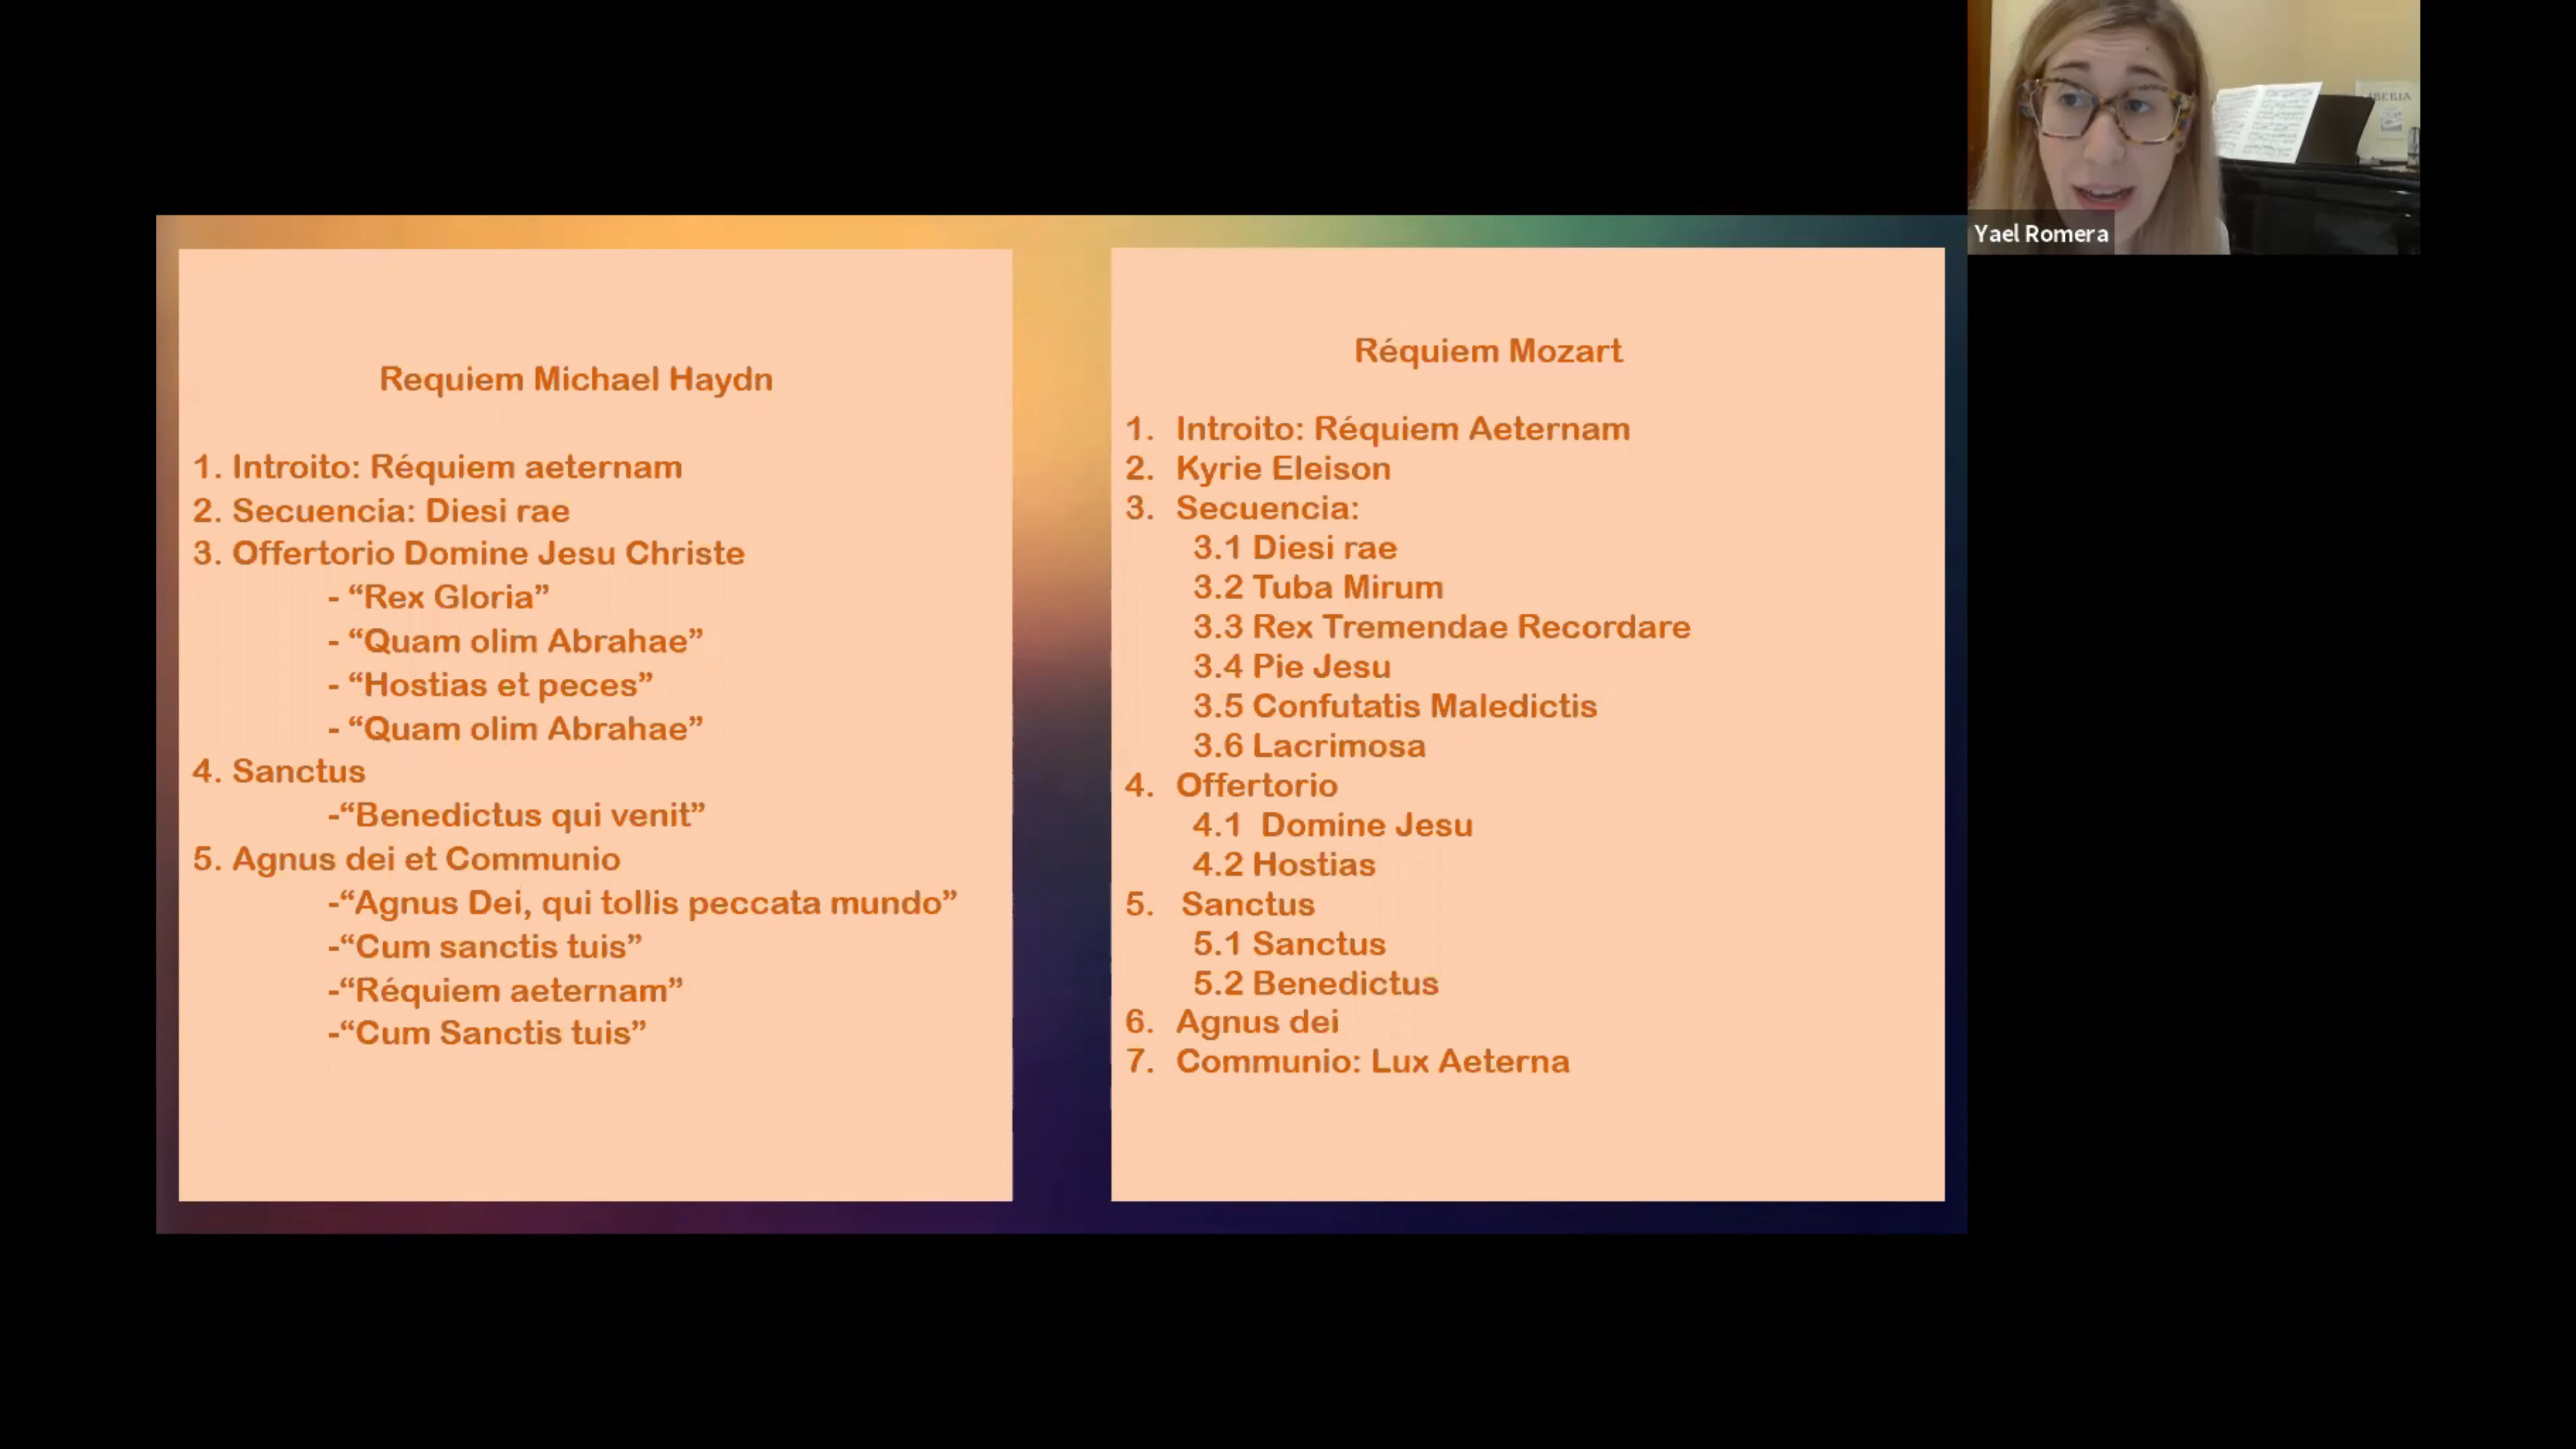 Requiem Michael Haydn
1. Introito: Réquiem aeternam
2. Secuencia: Diesi rae
3. Offertorio Domine Jesu Christe
- “Rex Gloria”
- “Quam olim Abrahae”
- “Hostias et peces”
- “Quam olim Abrahae”
4. Sanctus
-“Benedictus qui venit”
5. Agnus dei et Communio
-“Agnus Dei, qui tollis peccata mundo”
-“Cum sanctis tuis”
-“Réquiem aeternam”
-“Cum Sanctis tuis”
Réquiem Mozart
1. Introito: Réquiem Aeternam
2. Kyrie Eleison
3. Secuencia:
3.1 Diesi rae
3.2 Tuba Mirum
3.3 Rex Tremendae Recordare
3.4 Pie Jesu
3.5 Confutatis Maledictis
3.6 Lacrimosa
4. Offertorio
4.1 Domine Jesu
4.2 Hostias
5. Sanctus
5.1 Sanctus
5.2 Benedictus
6. Agnus dei
7. Communio: Lux Aeterna
IBERIA
Yael Romera